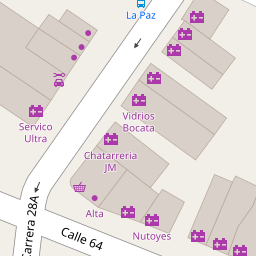 La Paz
Vidrios
Bocata
Servico
Ultra
Chatarreria
JM
Alta
Nutoyes
Calle 64
Carrera 28A